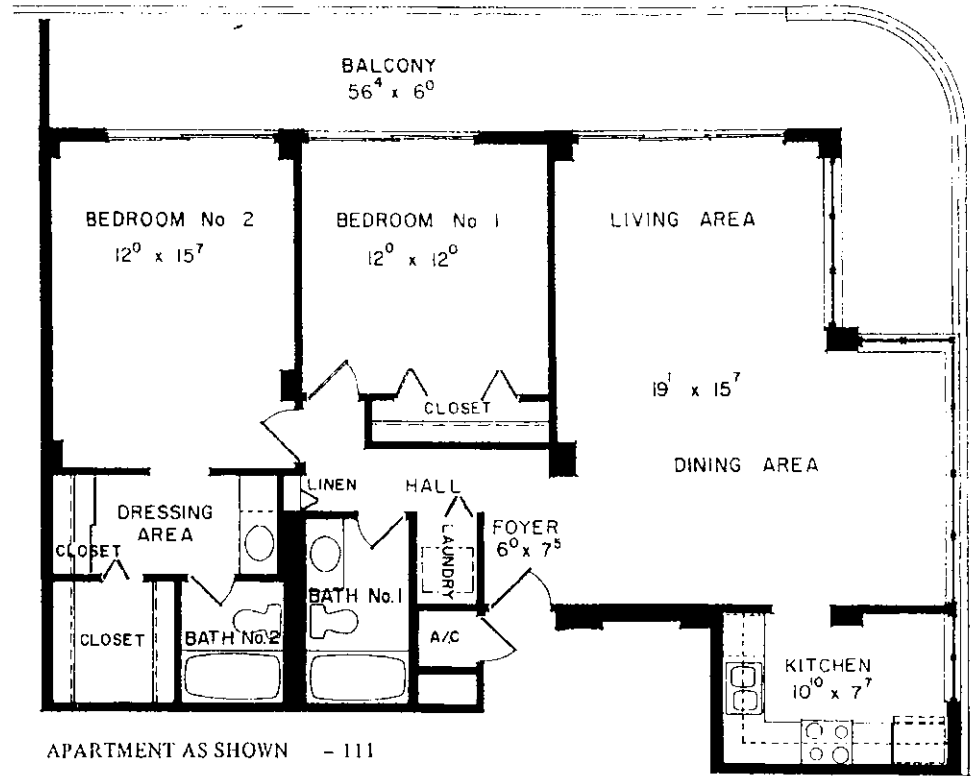 BALCONY
56⁴ x 6⁰
BEDROOM No 2
12⁰ x 15⁷
BEDROOM No 1
12⁰ x 12⁰
LIVING AREA
19¹ x 15⁷
DINING AREA
CLOSET
LINEN
HALL
DRESSING
AREA
CLOSET
LAUNDRY
FOYER
6⁰ x 7⁵
BATH No.1
CLOSET
BATH No.2
A/C
KITCHEN
10¹⁰ x 7⁷
APARTMENT AS SHOWN - 111